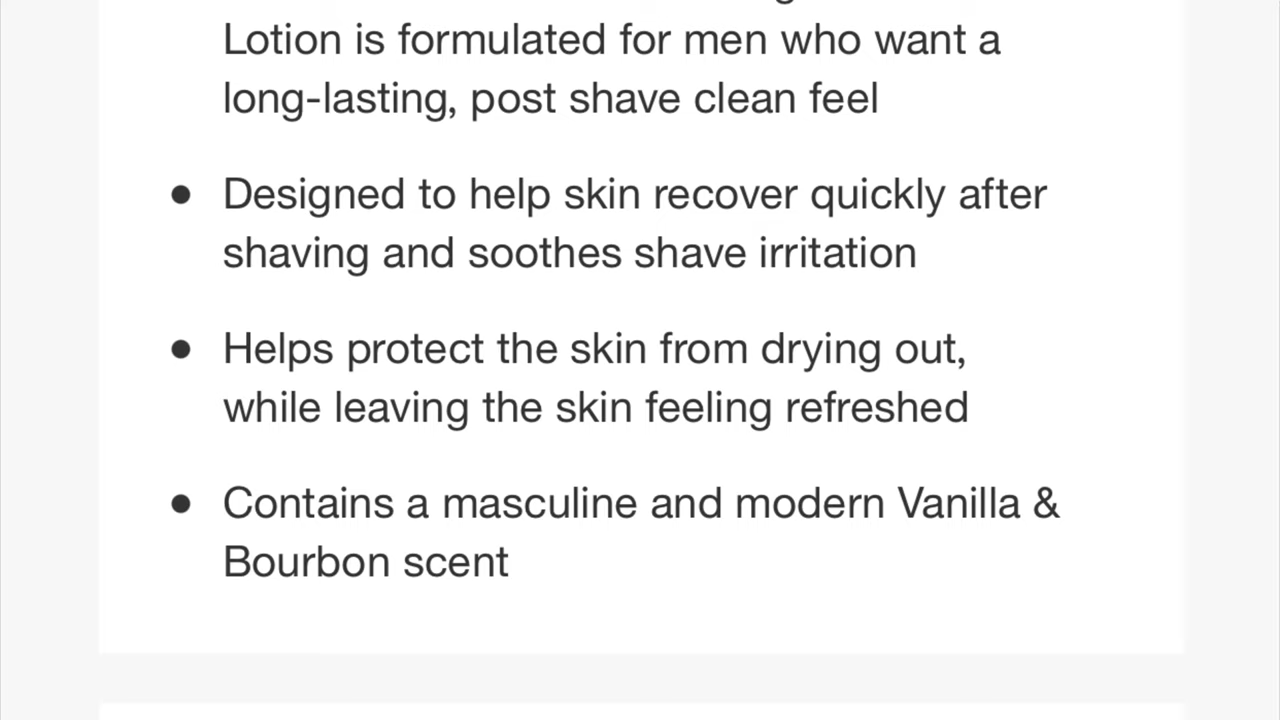 Lotion is formulated for men who want a
long-lasting, post shave clean feel
● Designed to help skin recover quickly after
shaving and soothes shave irritation
● Helps protect the skin from drying out,
while leaving the skin feeling refreshed
● Contains a masculine and modern Vanilla &
Bourbon scent